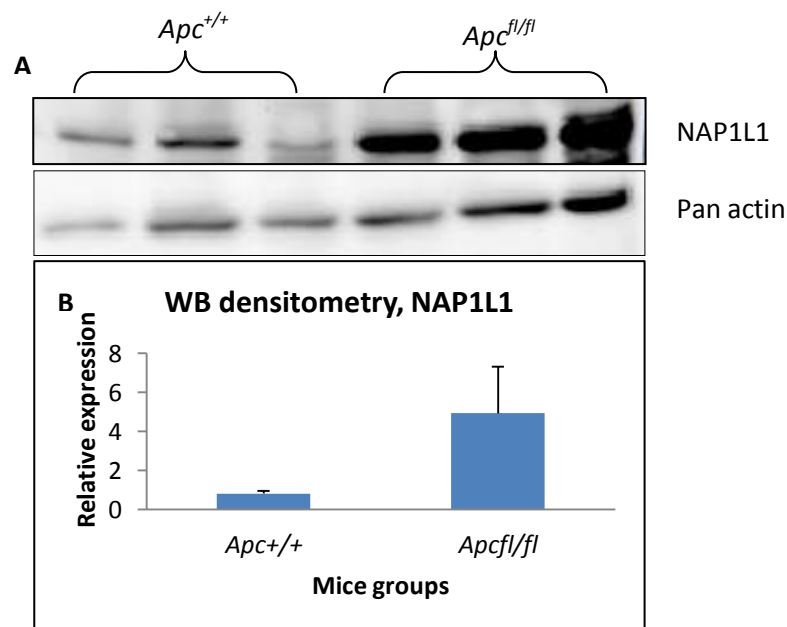 Apc+/+ Apcfl/fl
A
NAP1L1
Pan actin
B
WB densitometry, NAP1L1
Relative expression
8
6
4
2
0
Apc+/+ Apcfl/fl
Mice groups